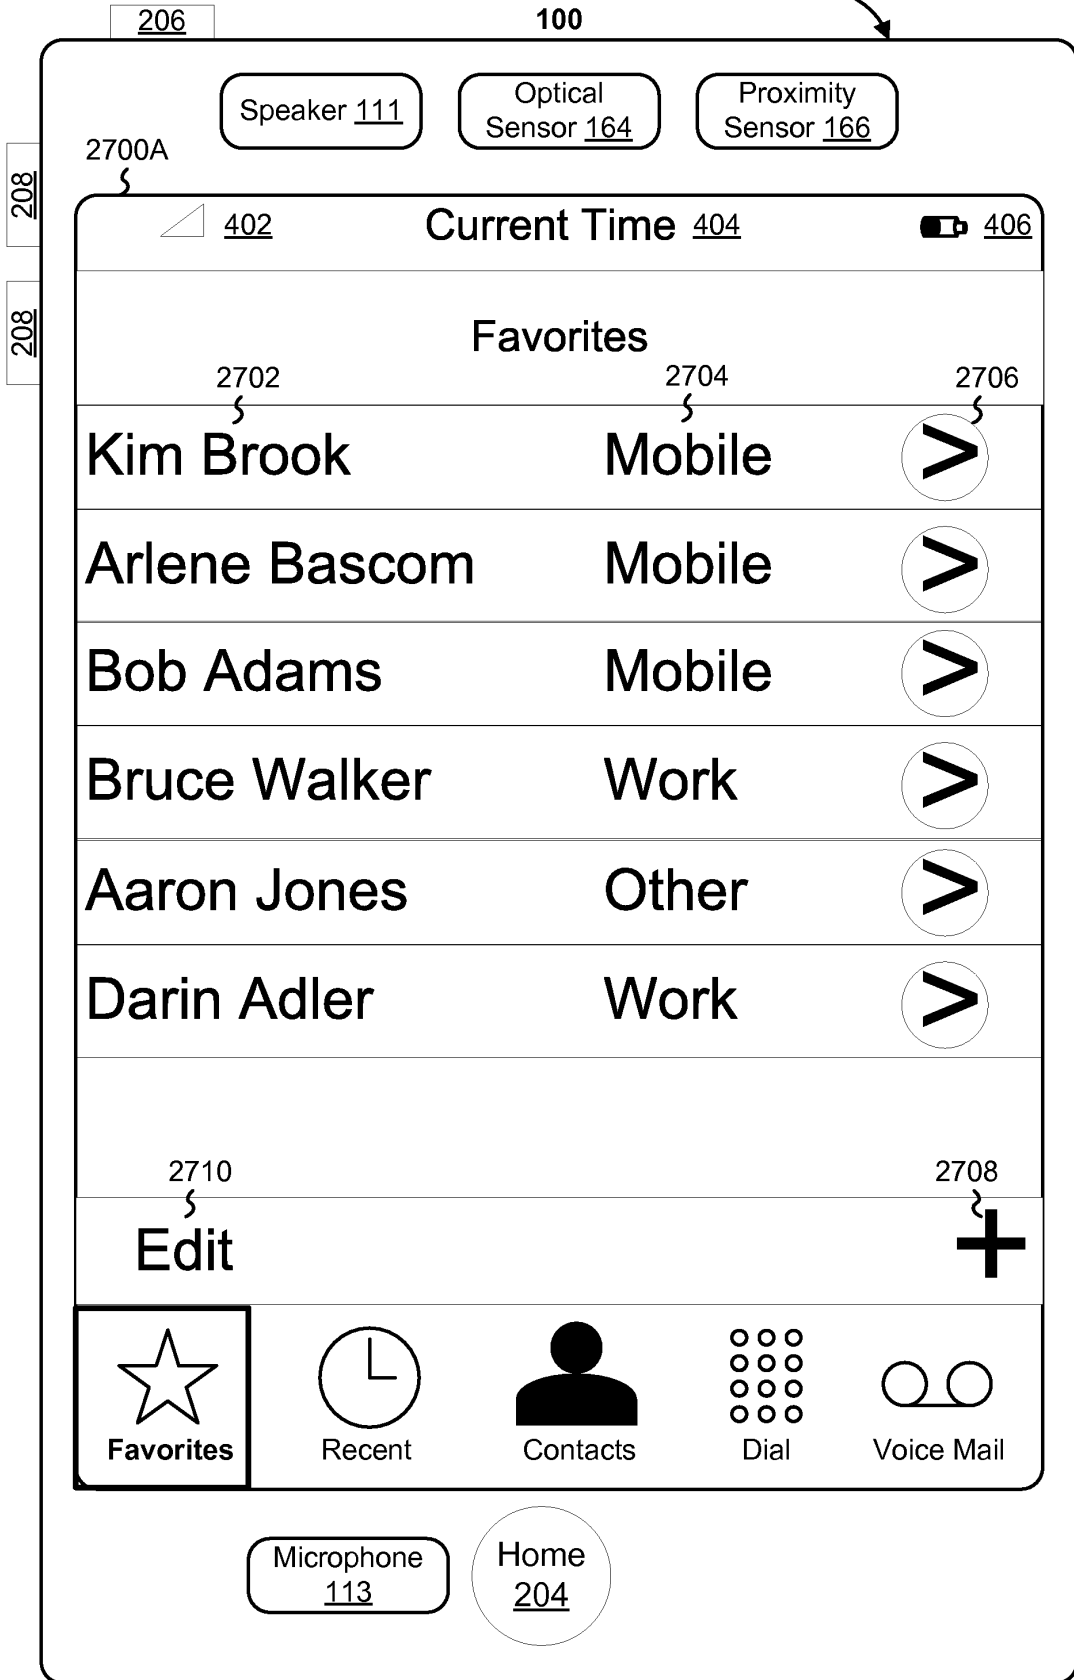 206
100
Speaker 111
Optical
Sensor 164
Proximity
Sensor 166
2700A
208
402
Current Time 404
406
208
Favorites
2702
2704
2706
Kim Brook Mobile >
Arlene Bascom Mobile >
Bob Adams Mobile >
Bruce Walker Work >
Aaron Jones Other >
Darin Adler Work >
2710
2708
Edit +
Favorites Recent Contacts Dial Voice Mail
Microphone
113
Home
204